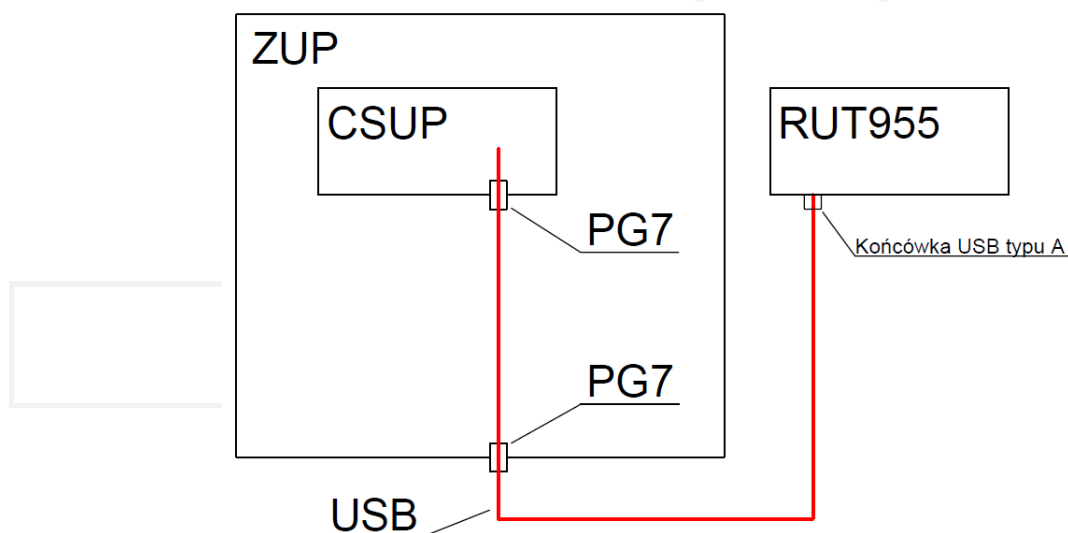 ZUP
CSUP
RUT955
PG7
Końcówka USB typu A
PG7
USB